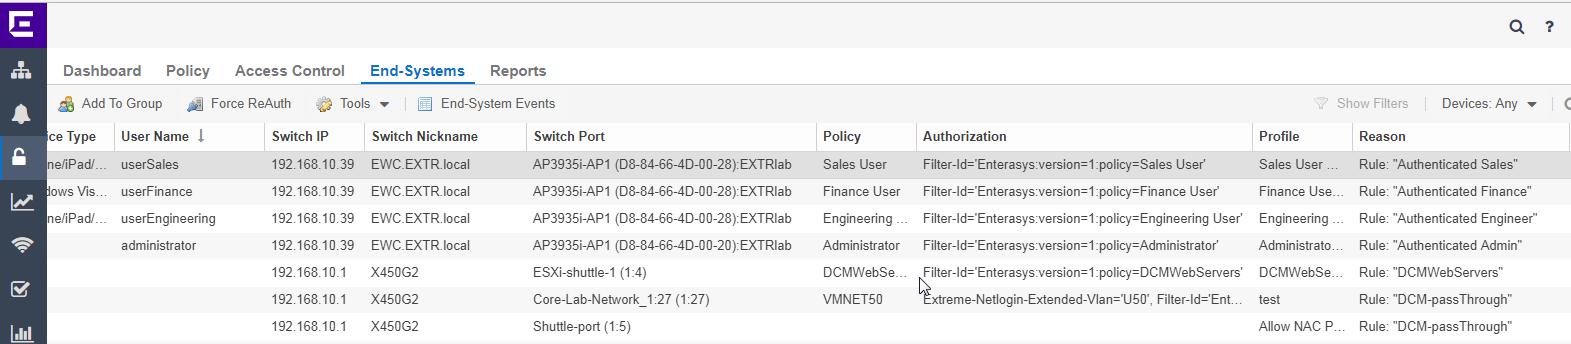 E
?
Dashboard Policy Access Control End-Systems Reports
Add To Group Force ReAuth Tools End-System Events Show Filters Devices: Any
ice Type User Name Switch IP Switch Nickname Switch Port Policy Authorization Profile Reason
ne/iPad/... userSales 192.168.10.39 EWC.EXTR.local AP3935i-AP1 (D8-84-66-4D-00-28):EXTRlab Sales User Filter-Id='Enterasys:version=1:policy=Sales User' Sales User ... Rule: "Authenticated Sales"
dows Vis... userFinance 192.168.10.39 EWC.EXTR.local AP3935i-AP1 (D8-84-66-4D-00-28):EXTRlab Finance User Filter-Id='Enterasys:version=1:policy=Finance User' Finance Use... Rule: "Authenticated Finance"
ne/iPad/... userEngineering 192.168.10.39 EWC.EXTR.local AP3935i-AP1 (D8-84-66-4D-00-28):EXTRlab Engineering ... Filter-Id='Enterasys:version=1:policy=Engineering User' Engineering ... Rule: "Authenticated Engineer"
administrator 192.168.10.39 EWC.EXTR.local AP3935i-AP1 (D8-84-66-4D-00-20):EXTRlab Administrator Filter-Id='Enterasys:version=1:policy=Administrator' Administrato... Rule: "Authenticated Admin"
192.168.10.1 X450G2 ESXi-shuttle-1 (1:4) DCMWebSe... Filter-Id='Enterasys:version=1:policy=DCMWebServers' DCMWebSe... Rule: "DCMWebServers"
192.168.10.1 X450G2 Core-Lab-Network_1:27 (1:27) VMNET50 Extreme-Netlogin-Extended-Vlan='U50', Filter-Id='Ent... test Rule: "DCM-passThrough"
192.168.10.1 X450G2 Shuttle-port (1:5) Allow NAC P... Rule: "DCM-passThrough"